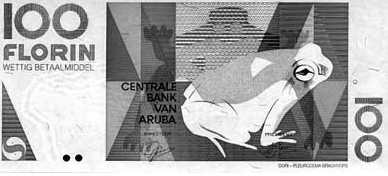 100
FLORIN
WETTIG BETAALMIDDEL
CENTRALE
BANK
VAN
ARUBA
100
DORI - PLEURODEMA BRACHYOPS